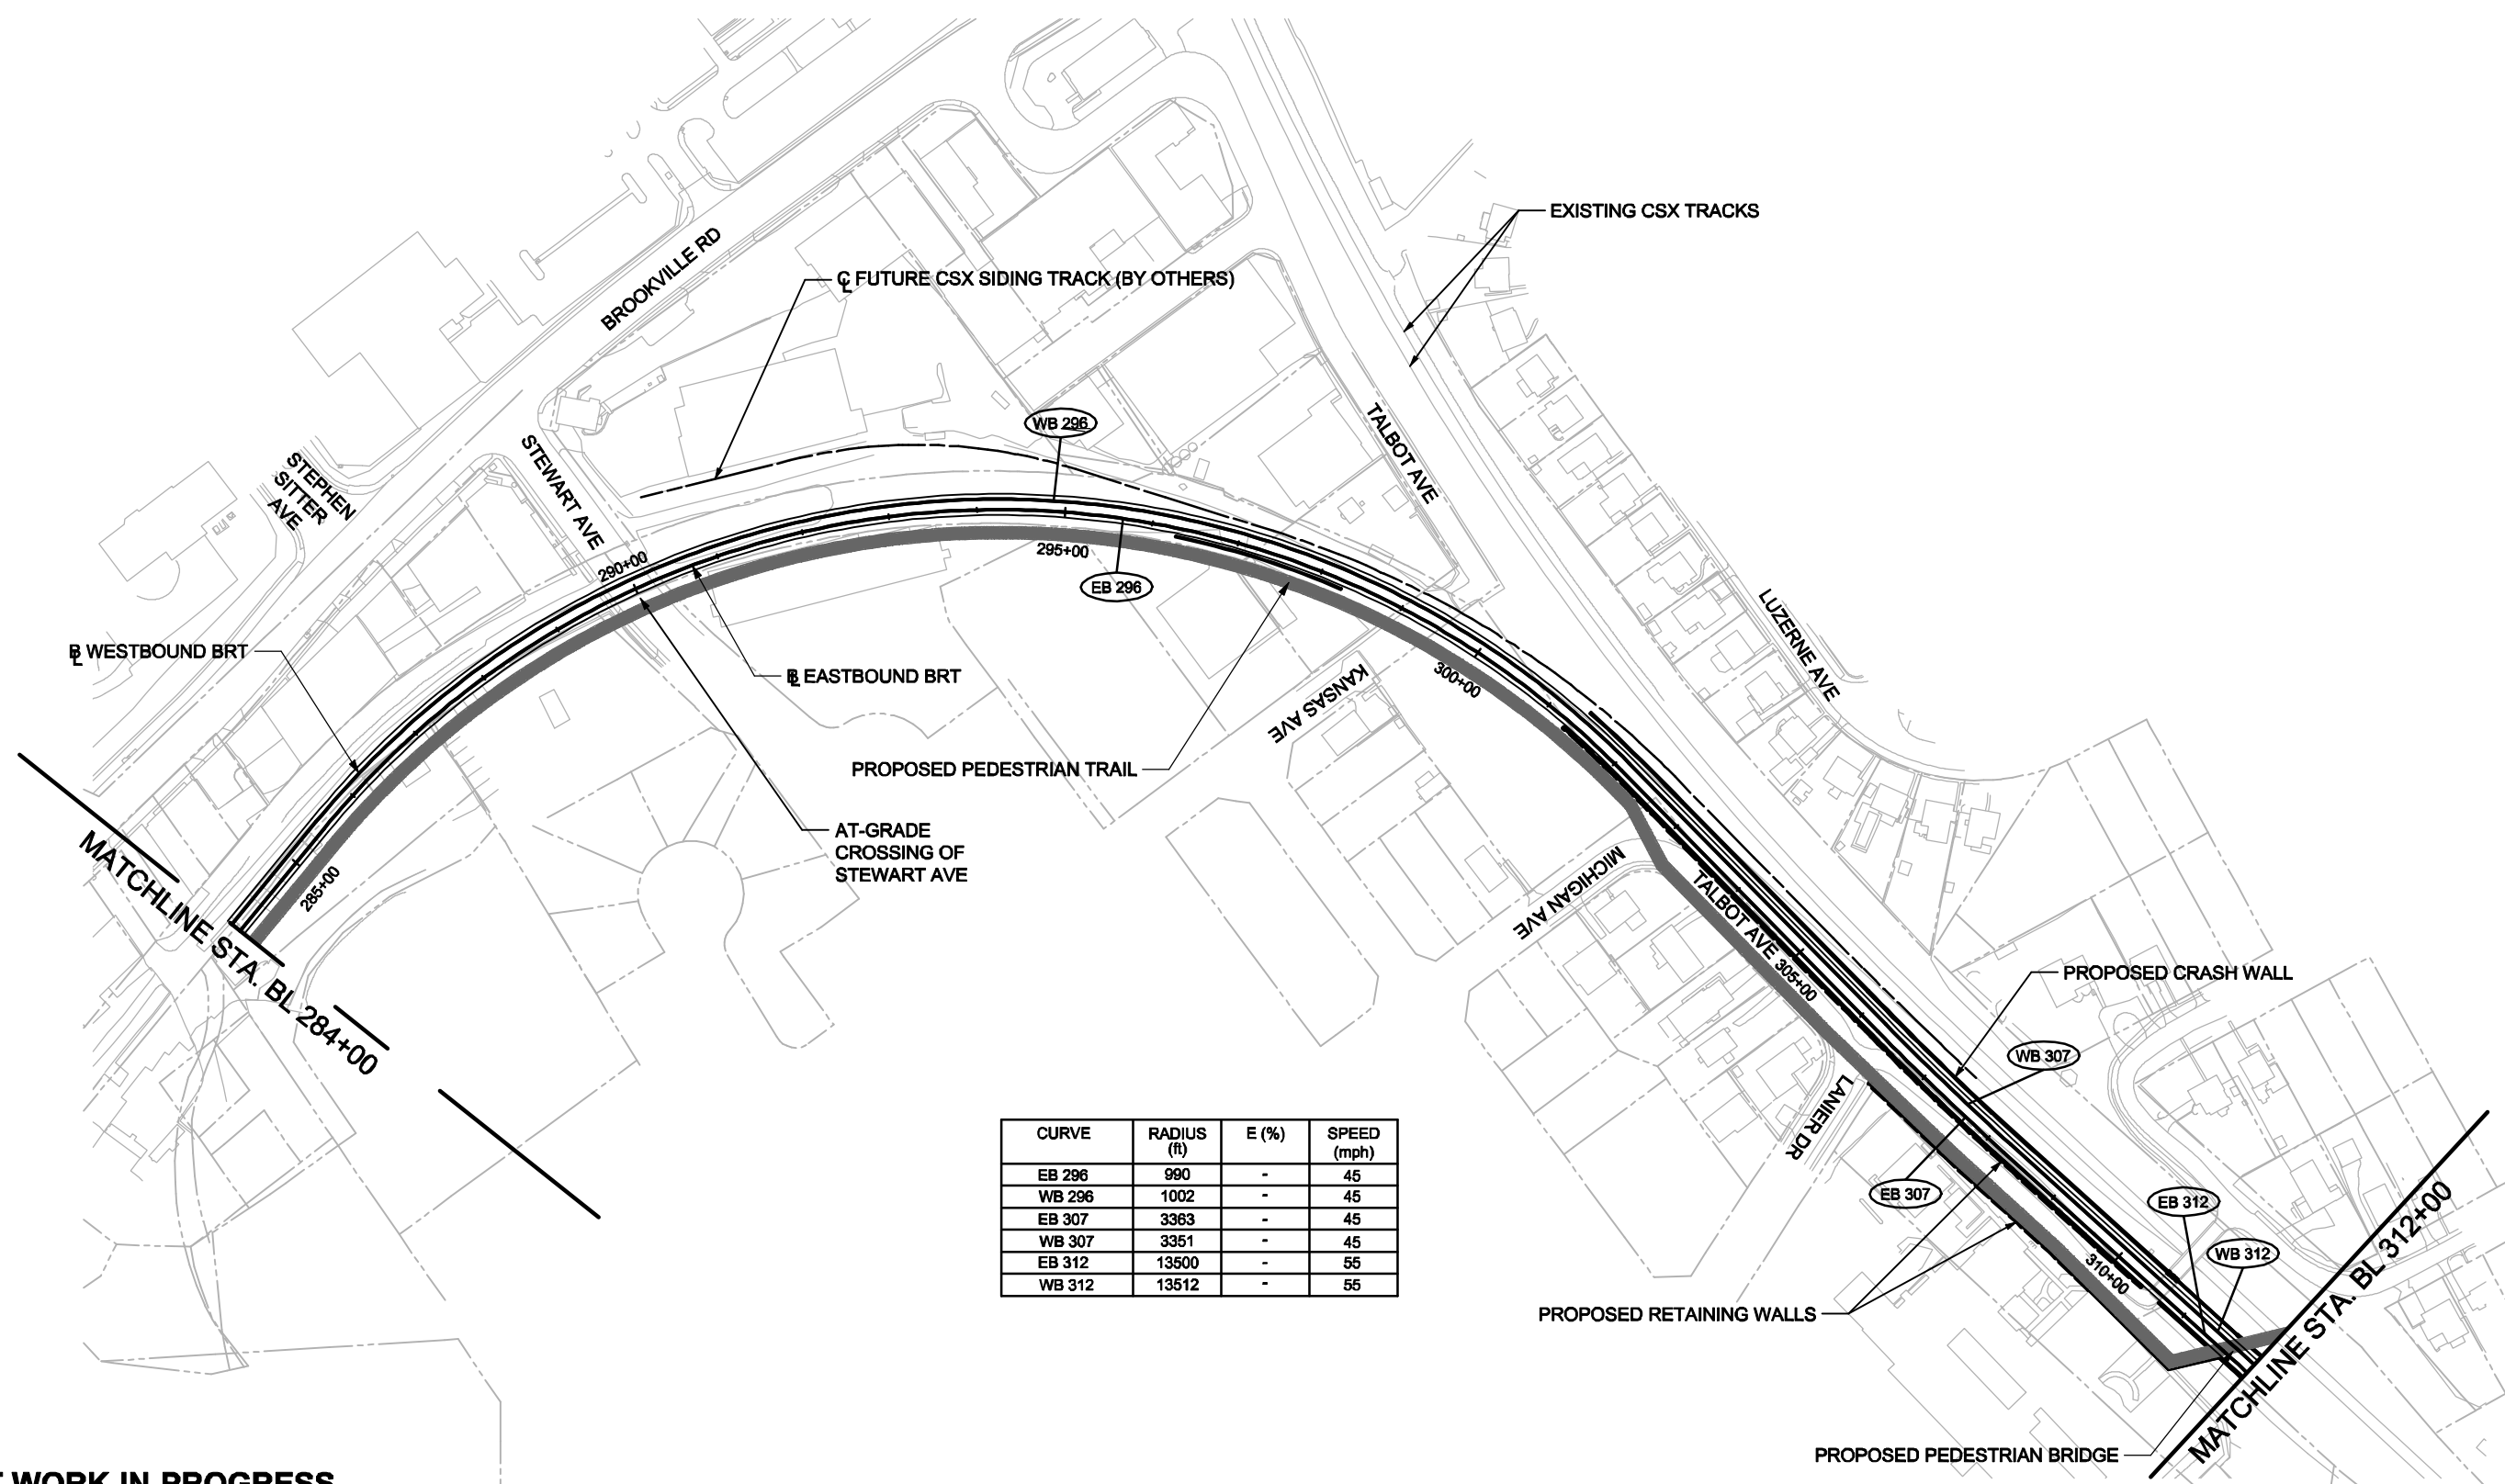 EXISTING CSX TRACKS
BROOKVILLE RD
℄ FUTURE CSX SIDING TRACK (BY OTHERS)
WB 296
TALBOT AVE
STEPHEN
SITTER
AVE
STEWART AVE
290+00
295+00
EB 296
LUZERNE AVE
BL WESTBOUND BRT
BL EASTBOUND BRT
KANSAS AVE
300+00
PROPOSED PEDESTRIAN TRAIL
AT-GRADE
CROSSING OF
STEWART AVE
285+00
MATCHLINE STA. BL 284+00
MICHIGAN AVE
TALBOT AVE
305+00
PROPOSED CRASH WALL
WB 307
LANIER DR
EB 307
EB 312
WB 312
310+00
CURVE RADIUS (ft) E (%) SPEED (mph)
EB 296 990 - 45
WB 296 1002 - 45
EB 307 3363 - 45
WB 307 3351 - 45
EB 312 13500 - 55
WB 312 13512 - 55
PROPOSED RETAINING WALLS
MATCHLINE STA. BL 312+00
PROPOSED PEDESTRIAN BRIDGE
WORK IN PROGRESS